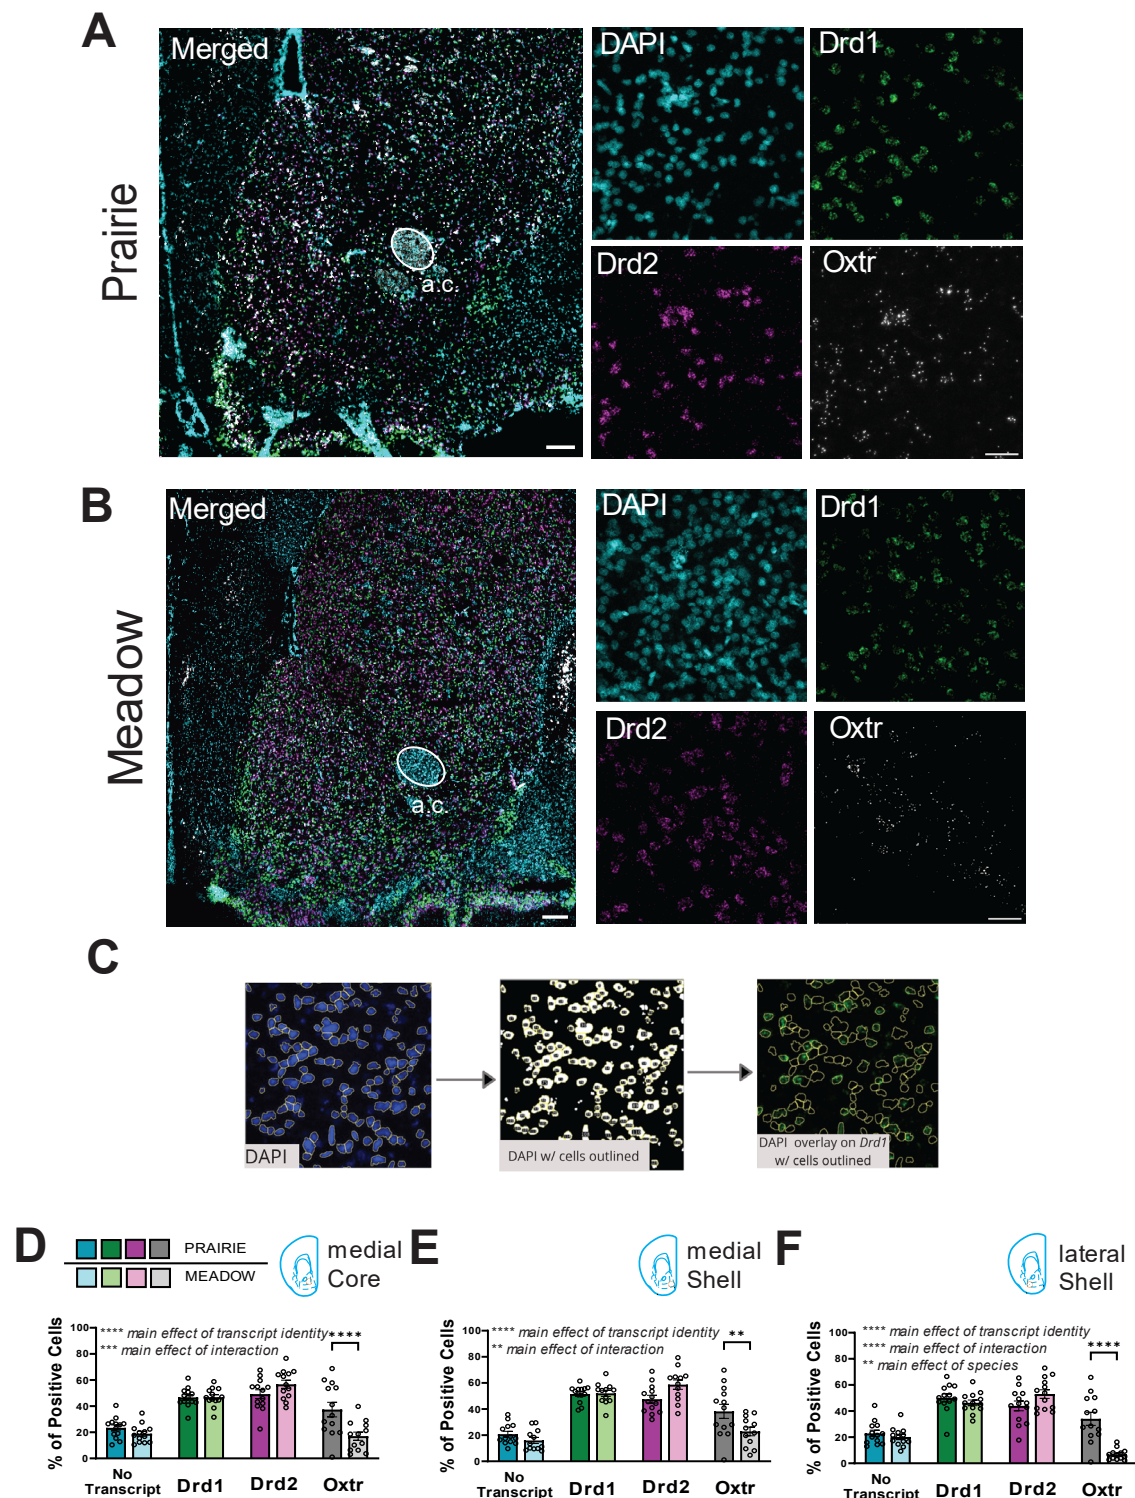 A
Prairie
Merged
a.c.
DAPI
Drd1
Drd2
Oxtr
B
Meadow
Merged
a.c.
DAPI
Drd1
Drd2
Oxtr
C
DAPI
DAPI w/ cells outlined
DAPI overlay on Drd1
w/ cells outlined
D
PRAIRIE
MEADOW
medial
Core
% of Positive Cells
100
80
60
40
20
0
**** main effect of transcript identity
*** main effect of interaction
****
No
Transcript
Drd1
Drd2
Oxtr
E
medial
Shell
% of Positive Cells
100
80
60
40
20
0
**** main effect of transcript identity
** main effect of interaction
**
No
Transcript
Drd1
Drd2
Oxtr
F
lateral
Shell
% of Positive Cells
100
80
60
40
20
0
**** main effect of transcript identity
**** main effect of interaction
** main effect of species
****
No
Transcript
Drd1
Drd2
Oxtr